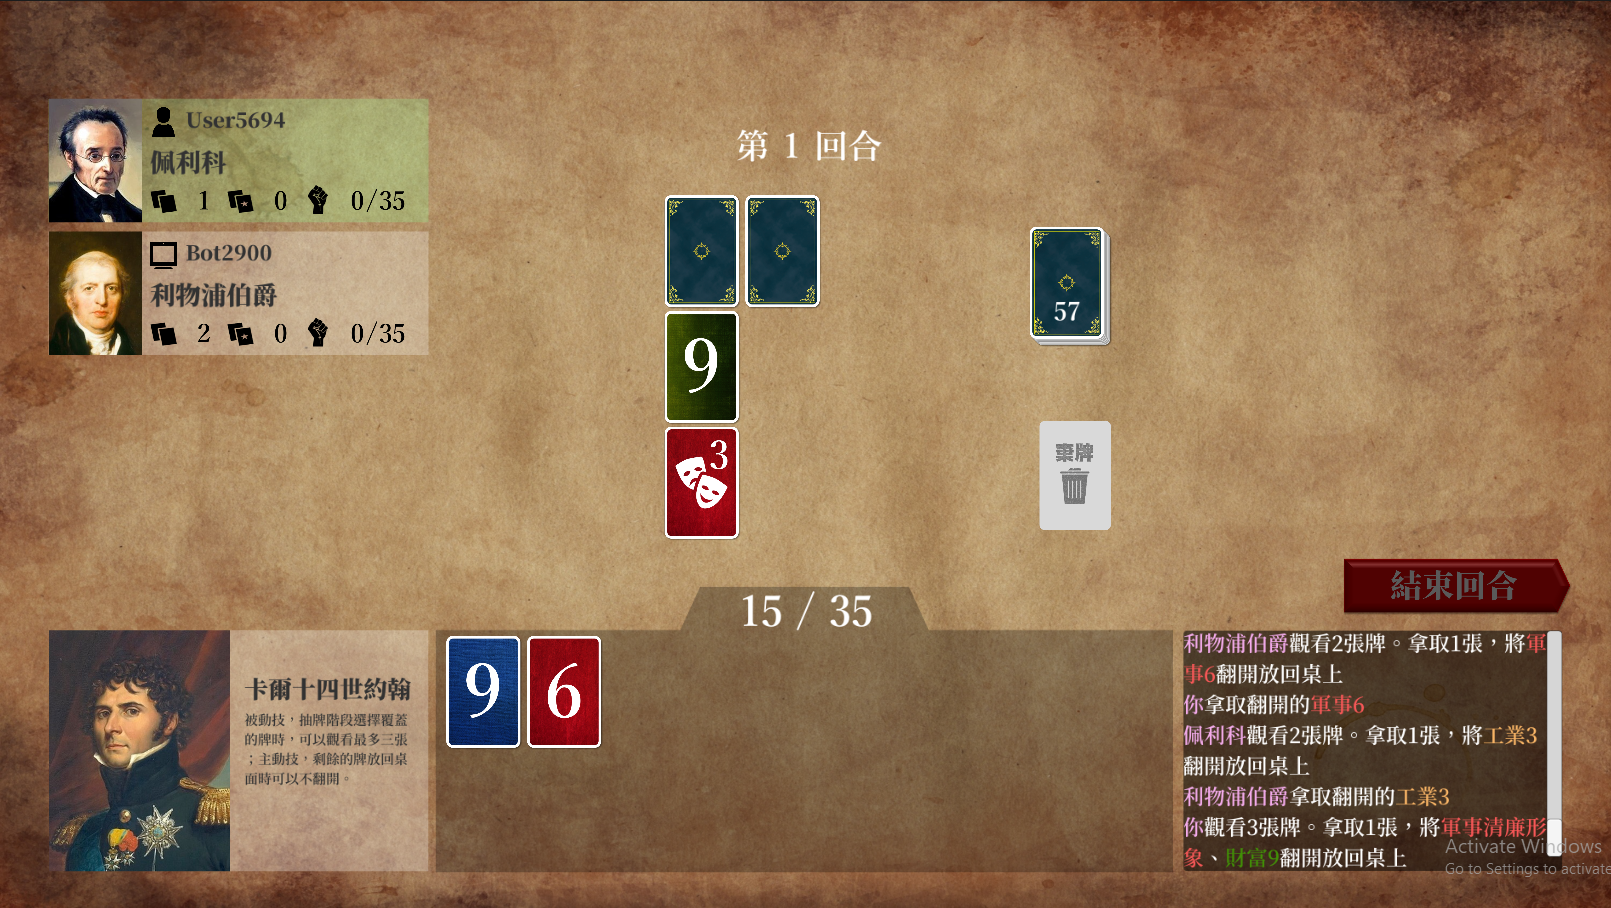 User5694
佩利科
1 0 0/35
Bot2900
利物浦伯爵
2 0 0/35
第 1 回合
57
9
3
棄牌
結束回合
15 / 35
卡爾十四世約翰
被動技，抽牌階段選擇覆蓋
的牌時，可以觀看最多三張
；主動技，剩餘的牌放回桌
面時可以不翻開。
9 6
利物浦伯爵觀看2張牌。拿取1張，將軍
事6翻開放回桌上
你拿取翻開的軍事6
佩利科觀看2張牌。拿取1張，將工業3
翻開放回桌上
利物浦伯爵拿取翻開的工業3
你觀看3張牌。拿取1張，將軍事清廉形
象、財富9翻開放回桌上
Activate Windows
Go to Settings to activate